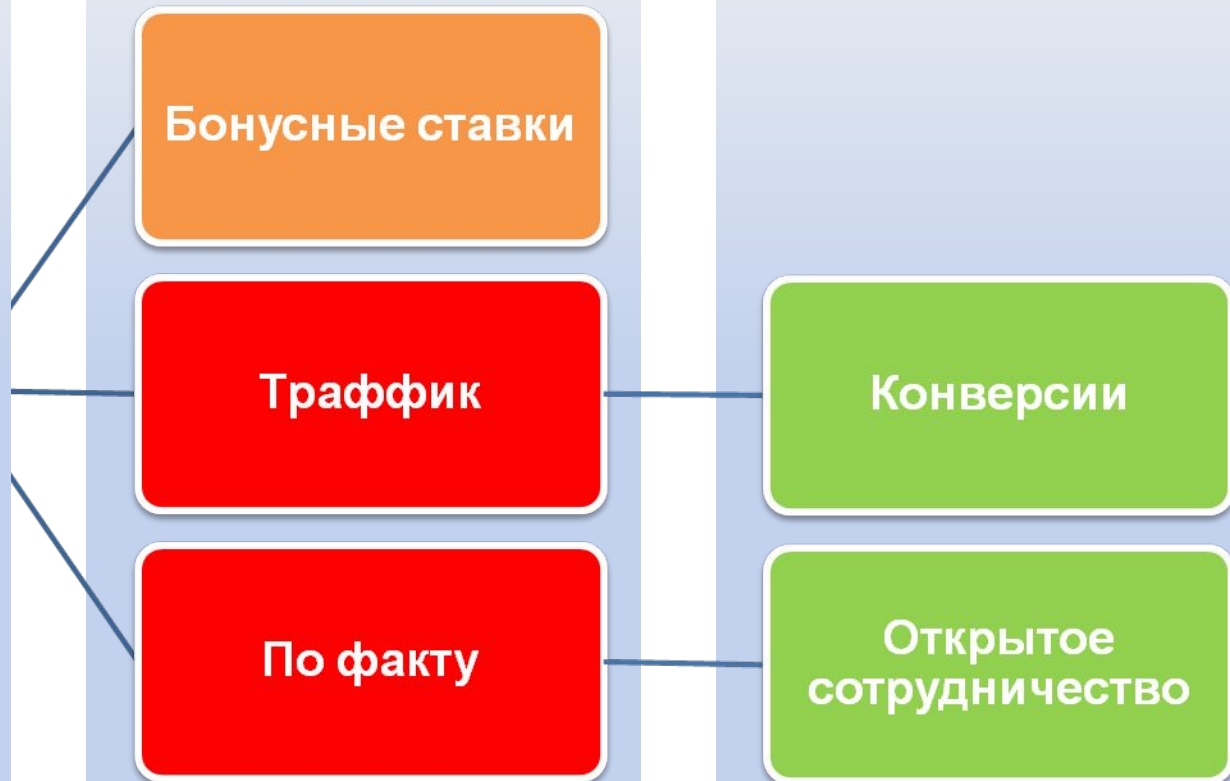 Бонусные ставки
Траффик
Конверсии
По факту
Открытое
сотрудничество